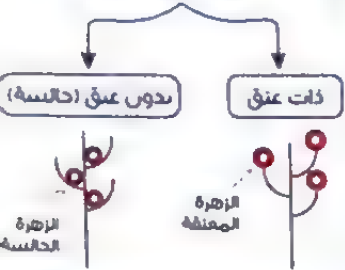 ذات عنق
بدون عنق (جالسة)
الزهرة
المعنقة
الزهرة
الجالسة